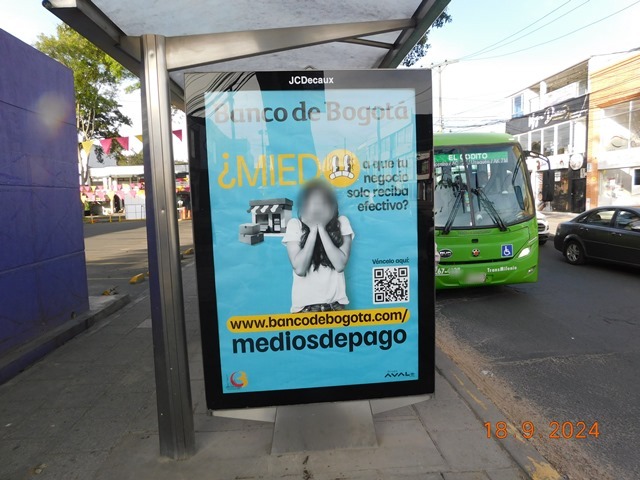 JCDecaux
Banco de Bogotá
¿MIEDO
a que tu
negocio
solo reciba
efectivo?
Véncelo aquí:
www.bancodebogota.com/
mediosdepago
AVAL
EL CODITO
TransMilenio
18 9 2024